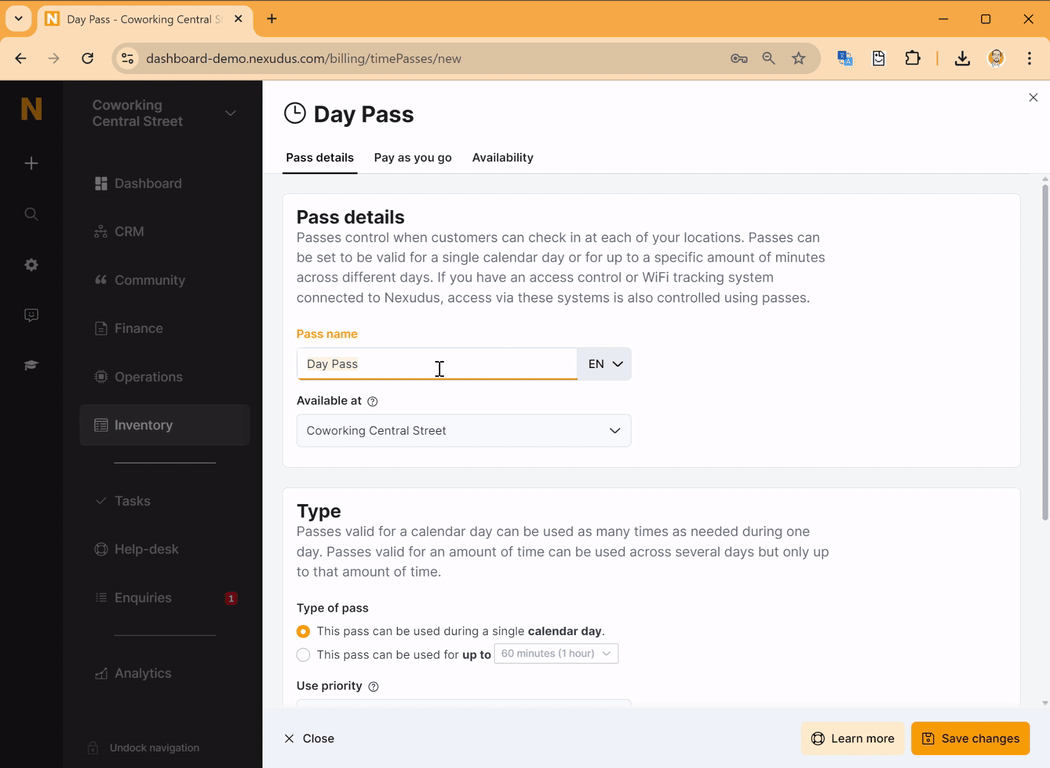 Day Pass - Coworking Central S
dashboard-demo.nexudus.com/billing/timePasses/new
N
Coworking
Central Street
Dashboard
CRM
Community
Finance
Operations
Inventory
Tasks
Help-desk
Enquiries 1
Analytics
Undock navigation
Day Pass
Pass details Pay as you go Availability
Pass details
Passes control when customers can check in at each of your locations. Passes can
be set to be valid for a single calendar day or for up to a specific amount of minutes
across different days. If you have an access control or WiFi tracking system
connected to Nexudus, access via these systems is also controlled using passes.
Pass name
Day Pass EN
Available at
Coworking Central Street
Type
Passes valid for a calendar day can be used as many times as needed during one
day. Passes valid for an amount of time can be used across several days but only up
to that amount of time.
Type of pass
This pass can be used during a single calendar day.
This pass can be used for up to 60 minutes (1 hour)
Use priority
Close Learn more Save changes